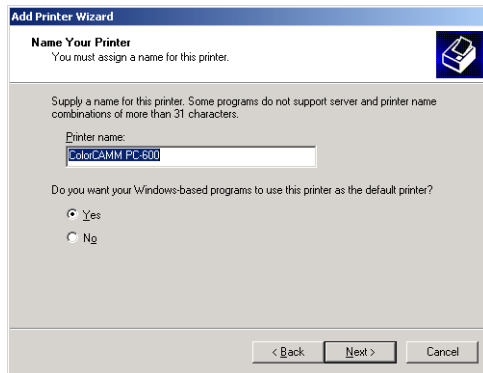 Add Printer Wizard
Name Your Printer
You must assign a name for this printer.
Supply a name for this printer. Some programs do not support server and printer name
combinations of more than 31 characters.
Printer name:
ColorCAMM PC-600
Do you want your Windows-based programs to use this printer as the default printer?
Yes
No
< Back
Next >
Cancel